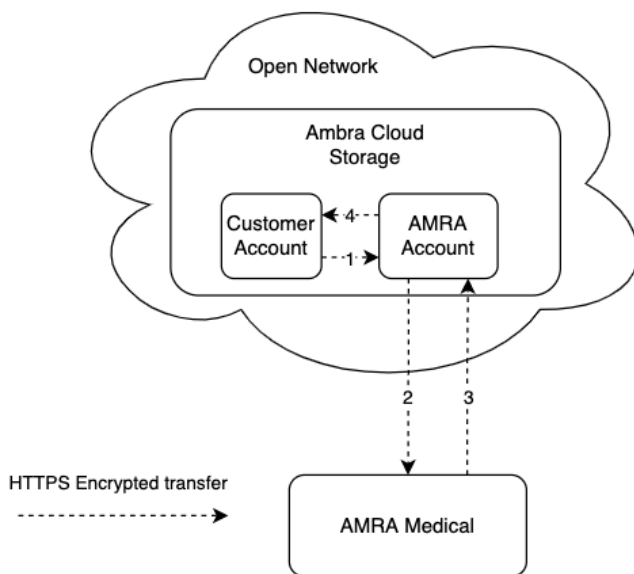 Open Network
Ambra Cloud
Storage
Customer
Account
4
1
AMRA
Account
2
3
HTTPS Encrypted transfer
AMRA Medical